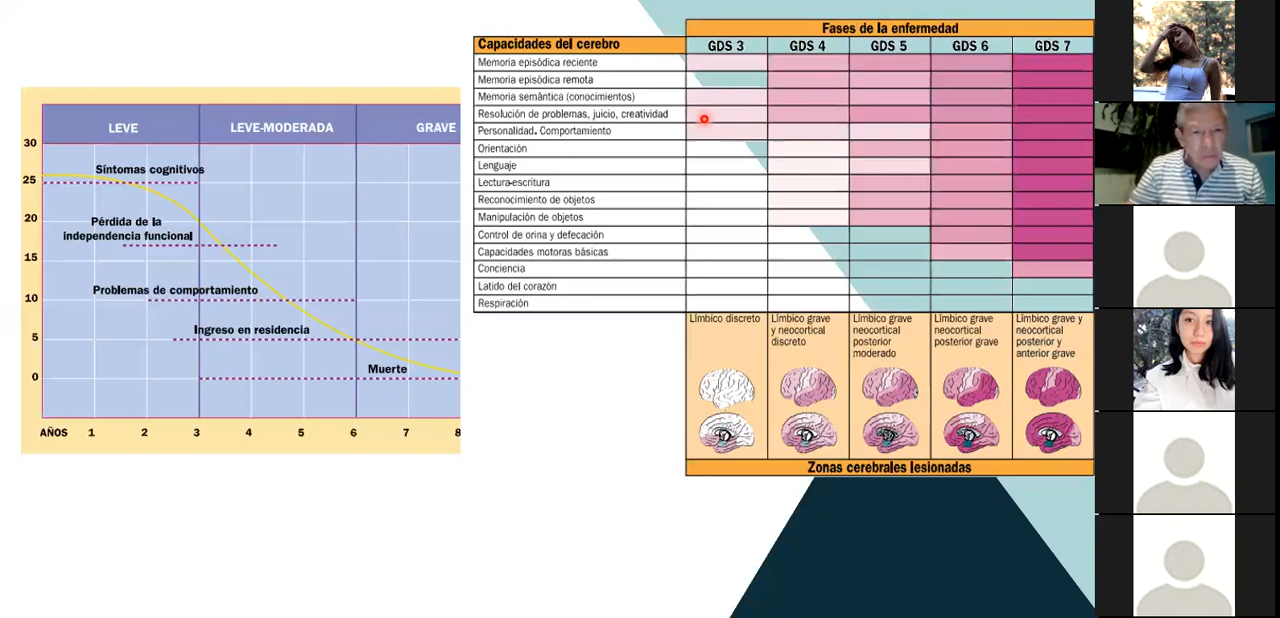 LEVE
LEVE-MODERADA
GRAVE
30
Síntomas cognitivos
25
20
Pérdida de la
independencia funcional
15
Problemas de comportamiento
10
Ingreso en residencia
5
Muerte
0
AÑOS 1 2 3 4 5 6 7 8
Fases de la enfermedad
Capacidades del cerebro GDS 3 GDS 4 GDS 5 GDS 6 GDS 7
Memoria episódica reciente
Memoria episódica remota
Memoria semàntica (conocimientos)
Resolución de problemas, juicio, creatividad
Personalidad. Comportamiento
Orientación
Lenguaje
Lectura-escritura
Reconocimiento de objetos
Manipulación de objetos
Control de orina y defecación
Capacidades motoras básicas
Conciencia
Latido del corazón
Respiración
Límbico discreto
Límbico grave
y neocortical
discreto
Límbico grave
neocortical
posterior
moderado
Límbico grave
neocortical
posterior grave
Límbico grave y
neocortical
posterior y
anterior grave
Zonas cerebrales lesionadas